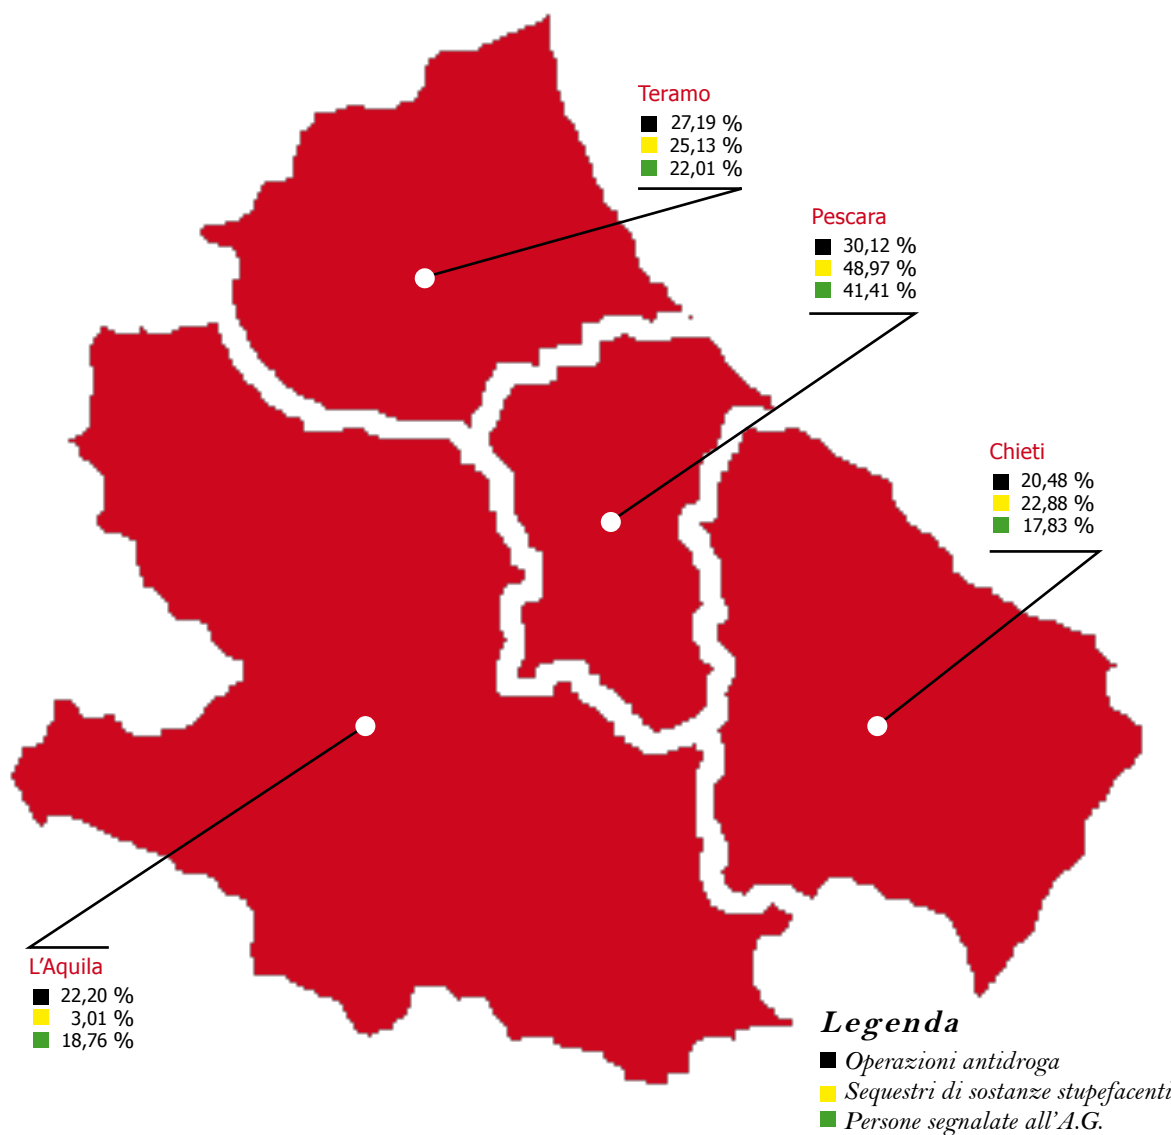 Teramo
27,19 %
25,13 %
22,01 %
Pescara
30,12 %
48,97 %
41,41 %
Chieti
20,48 %
22,88 %
17,83 %
L'Aquila
22,20 %
3,01 %
18,76 %
Legenda
Operazioni antidroga
Sequestri di sostanze stupefacenti
Persone segnalate all'A.G.